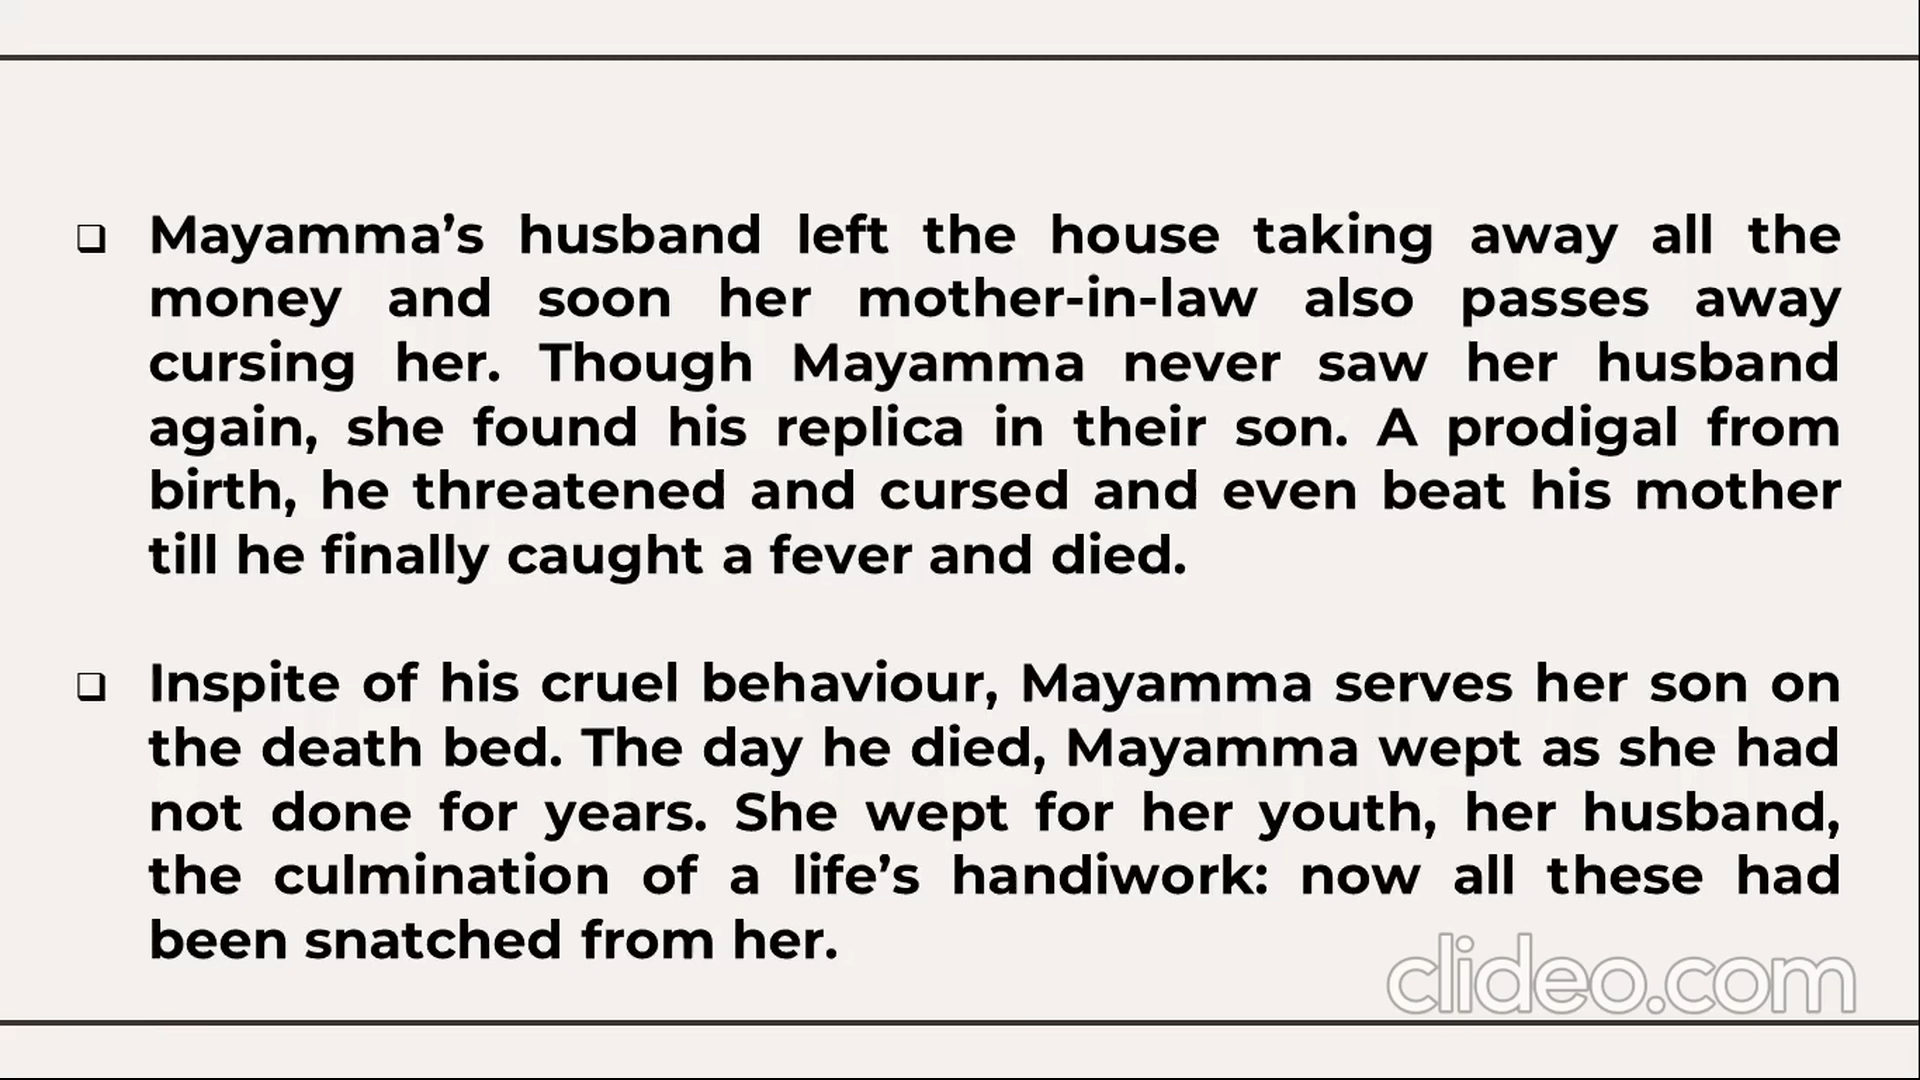 Mayamma’s husband left the house taking away all the
money and soon her mother-in-law also passes away
cursing her. Though Mayamma never saw her husband
again, she found his replica in their son. A prodigal from
birth, he threatened and cursed and even beat his mother
till he finally caught a fever and died.
Inspite of his cruel behaviour, Mayamma serves her son on
the death bed. The day he died, Mayamma wept as she had
not done for years. She wept for her youth, her husband,
the culmination of a life’s handiwork: now all these had
been snatched from her.
clideo.com